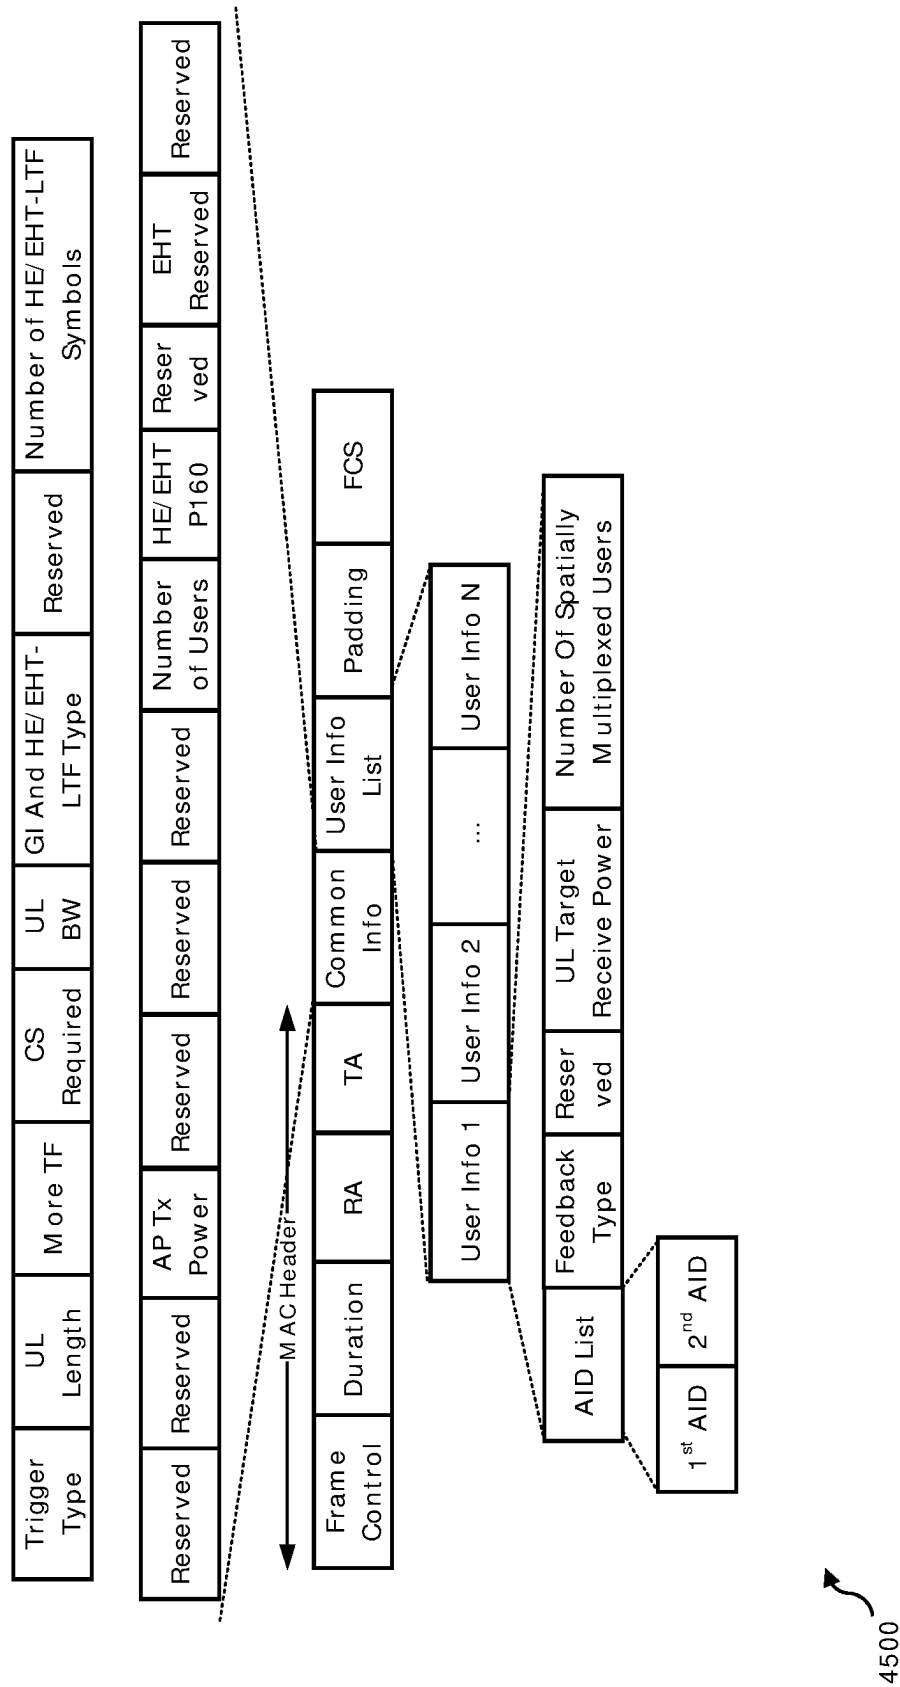 Trigger
Type
UL
Length
More TF
CS
Required
UL
BW
GI And HE/EHT-
LTF Type
Reserved
Number of HE/EHT-LTF
Symbols
Reserved
Reserved
AP Tx
Power
Reserved
Reserved
Reserved
Number
of Users
HE/EHT
P160
Reser
ved
EHT
Reserved
Reserved
MAC Header
Frame
Control
Duration
RA
TA
Common
Info
User Info
List
Padding
FCS
User Info 1
User Info 2
...
User Info N
AID List
Feedback
Type
Reser
ved
UL Target
Receive Power
Number Of Spatially
Multiplexed Users
1st AID
2nd AID
4500